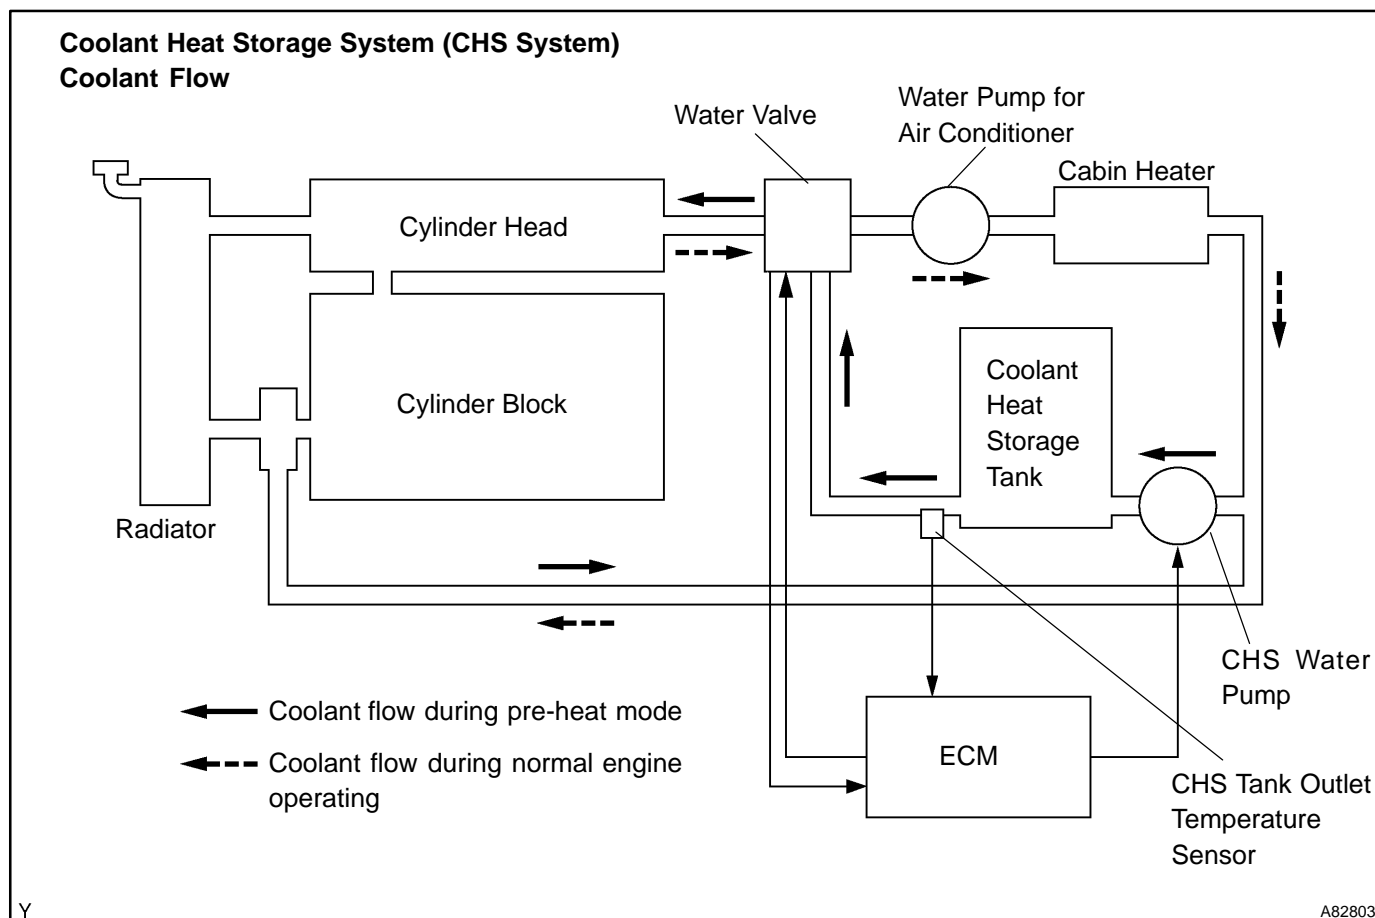 Coolant Heat Storage System (CHS System)
Coolant Flow
Water Valve
Water Pump for
Air Conditioner
Cabin Heater
Cylinder Head
Cylinder Block
Coolant
Heat
Storage
Tank
Radiator
CHS Water
Pump
Coolant flow during pre-heat mode
Coolant flow during normal engine
operating
ECM
CHS Tank Outlet
Temperature
Sensor
Y
A82803